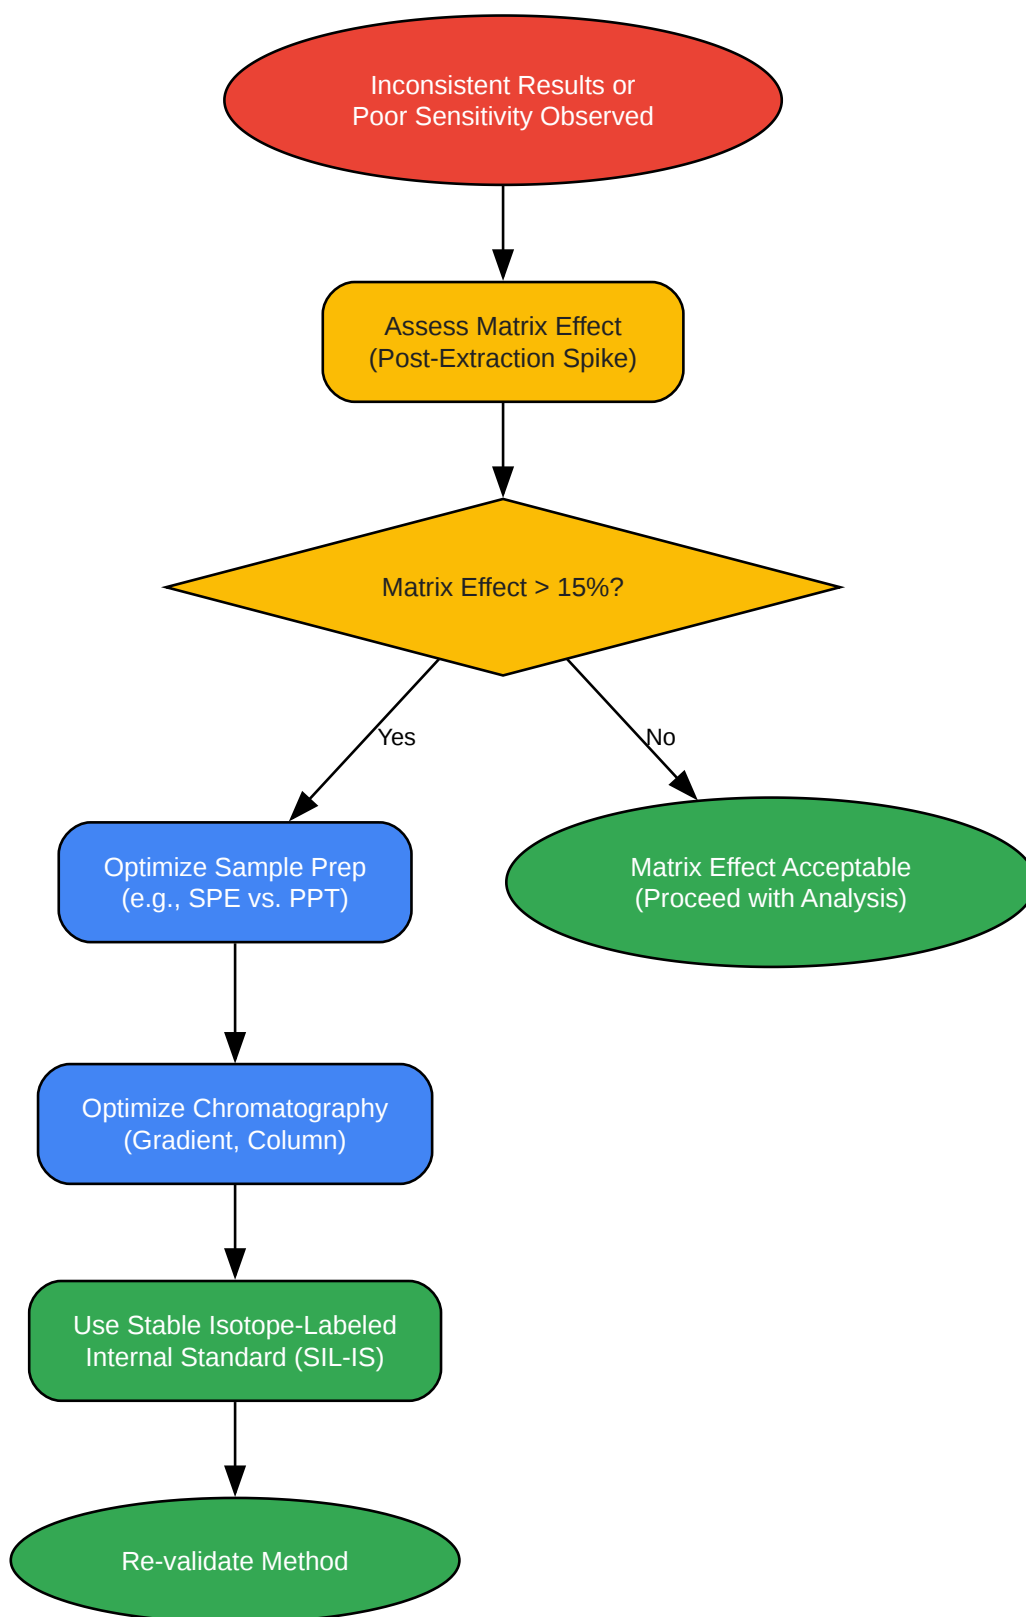 Inconsistent Results or
Poor Sensitivity Observed
Assess Matrix Effect
(Post-Extraction Spike)
Matrix Effect > 15%?
Yes
No
Optimize Sample Prep
(e.g., SPE vs. PPT)
Matrix Effect Acceptable
(Proceed with Analysis)
Optimize Chromatography
(Gradient, Column)
Use Stable Isotope-Labeled
Internal Standard (SIL-IS)
Re-validate Method